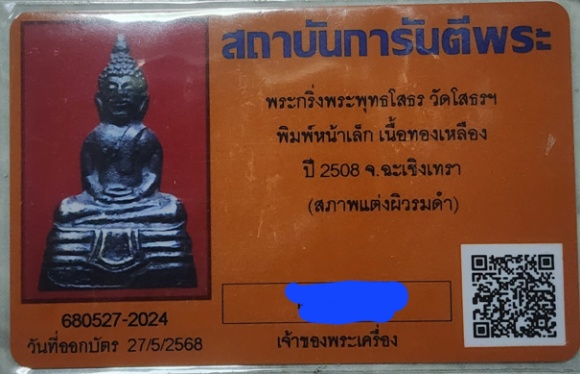 สถาบันการันตีพระ
พระกริ่งพระพุทธโสธร วัดโสธรฯ
พิมพ์หน้าเล็ก เนื้อทองเหลือง
ปี 2508 จ.ฉะเชิงเทรา
(สภาพแต่งผิวรมดำ)
680527-2024
วันที่ออกบัตร 27/5/2568
เจ้าของพระเครื่อง